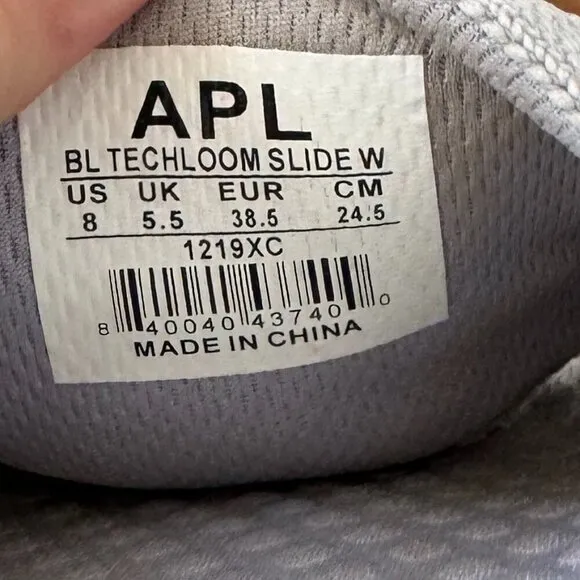 APL
BL TECHLOOM SLIDE W
US UK EUR CM
8 5.5 38.5 24.5
1219XC
8 40040 43740 0
MADE IN CHINA